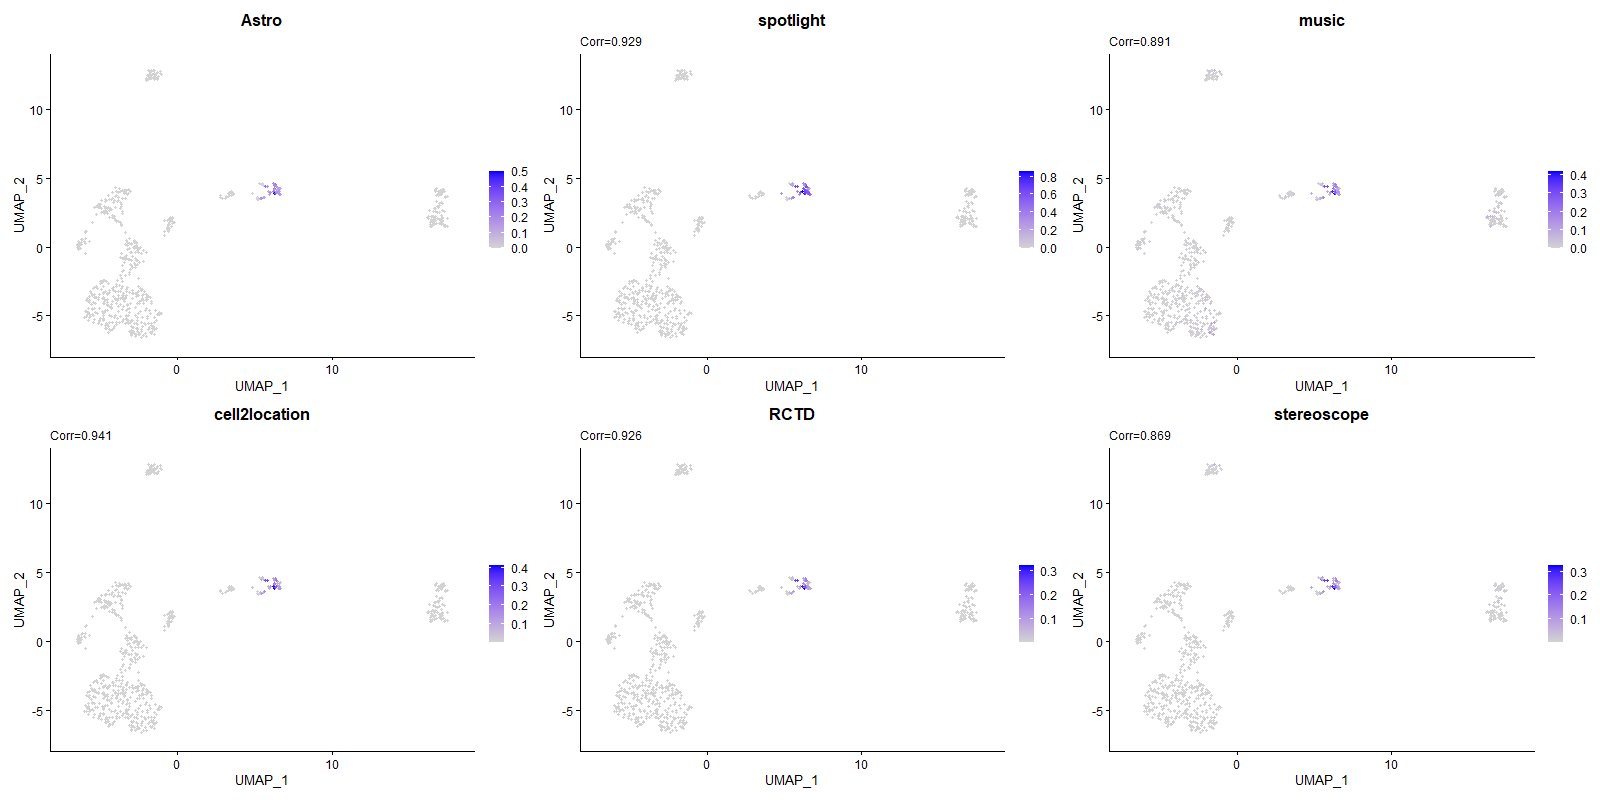 Astro
UMAP_2
10
5
0
-5
0
10
UMAP_1
0.5
0.4
0.3
0.2
0.1
0.0
spotlight
Corr=0.929
UMAP_2
10
5
0
-5
0
10
UMAP_1
0.8
0.6
0.4
0.2
0.0
music
Corr=0.891
UMAP_2
10
5
0
-5
0
10
UMAP_1
0.4
0.3
0.2
0.1
0.0
cell2location
Corr=0.941
UMAP_2
10
5
0
-5
0
10
UMAP_1
0.4
0.3
0.2
0.1
RCTD
Corr=0.926
UMAP_2
10
5
0
-5
0
10
UMAP_1
0.3
0.2
0.1
stereoscope
Corr=0.869
UMAP_2
10
5
0
-5
0
10
UMAP_1
0.3
0.2
0.1